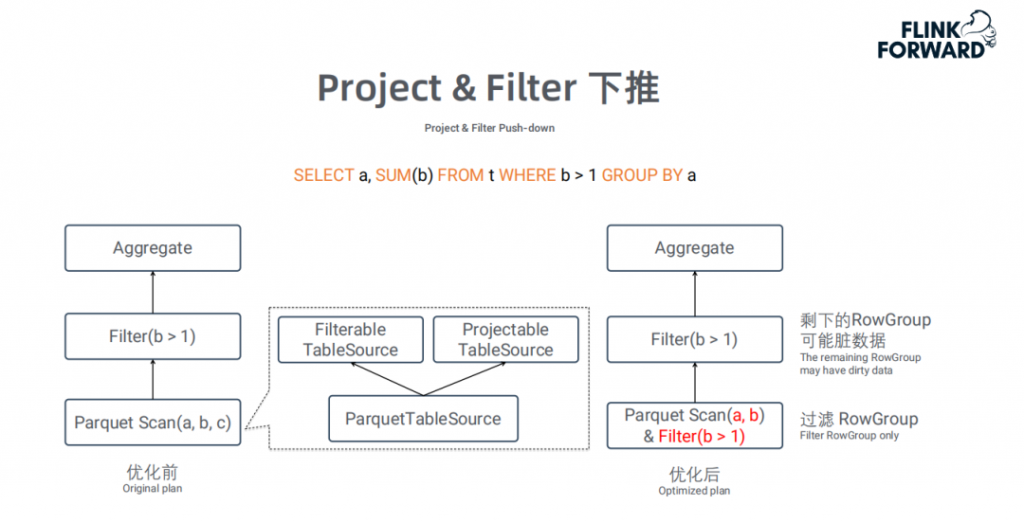 FLINK
FORWARD
Project & Filter 下推
Project & Filter Push-down
SELECT a, SUM(b) FROM t WHERE b > 1 GROUP BY a
Aggregate
Filter(b > 1)
Parquet Scan(a, b, c)
优化前
Original plan
Filterable
TableSource
Projectable
TableSource
ParquetTableSource
Aggregate
Filter(b > 1)
剩下的RowGroup
可能脏数据
The remaining RowGroup
may have dirty data
Parquet Scan(a, b)
& Filter(b > 1)
过滤 RowGroup
Filter RowGroup only
优化后
Optimized plan